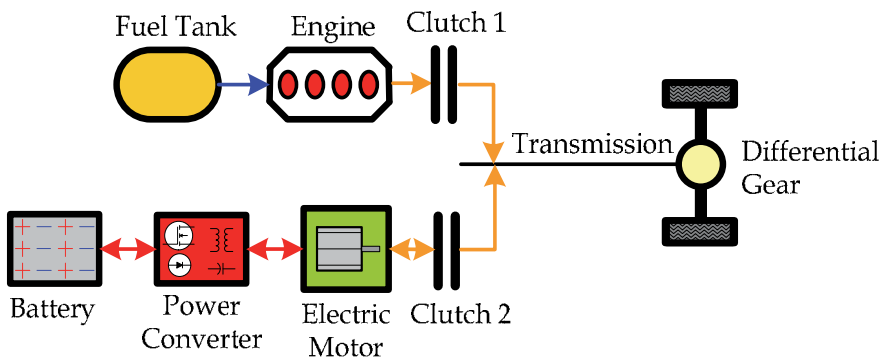 Fuel Tank
Engine
Clutch 1
Transmission
Differential
Gear
Battery
Power
Converter
Electric
Motor
Clutch 2